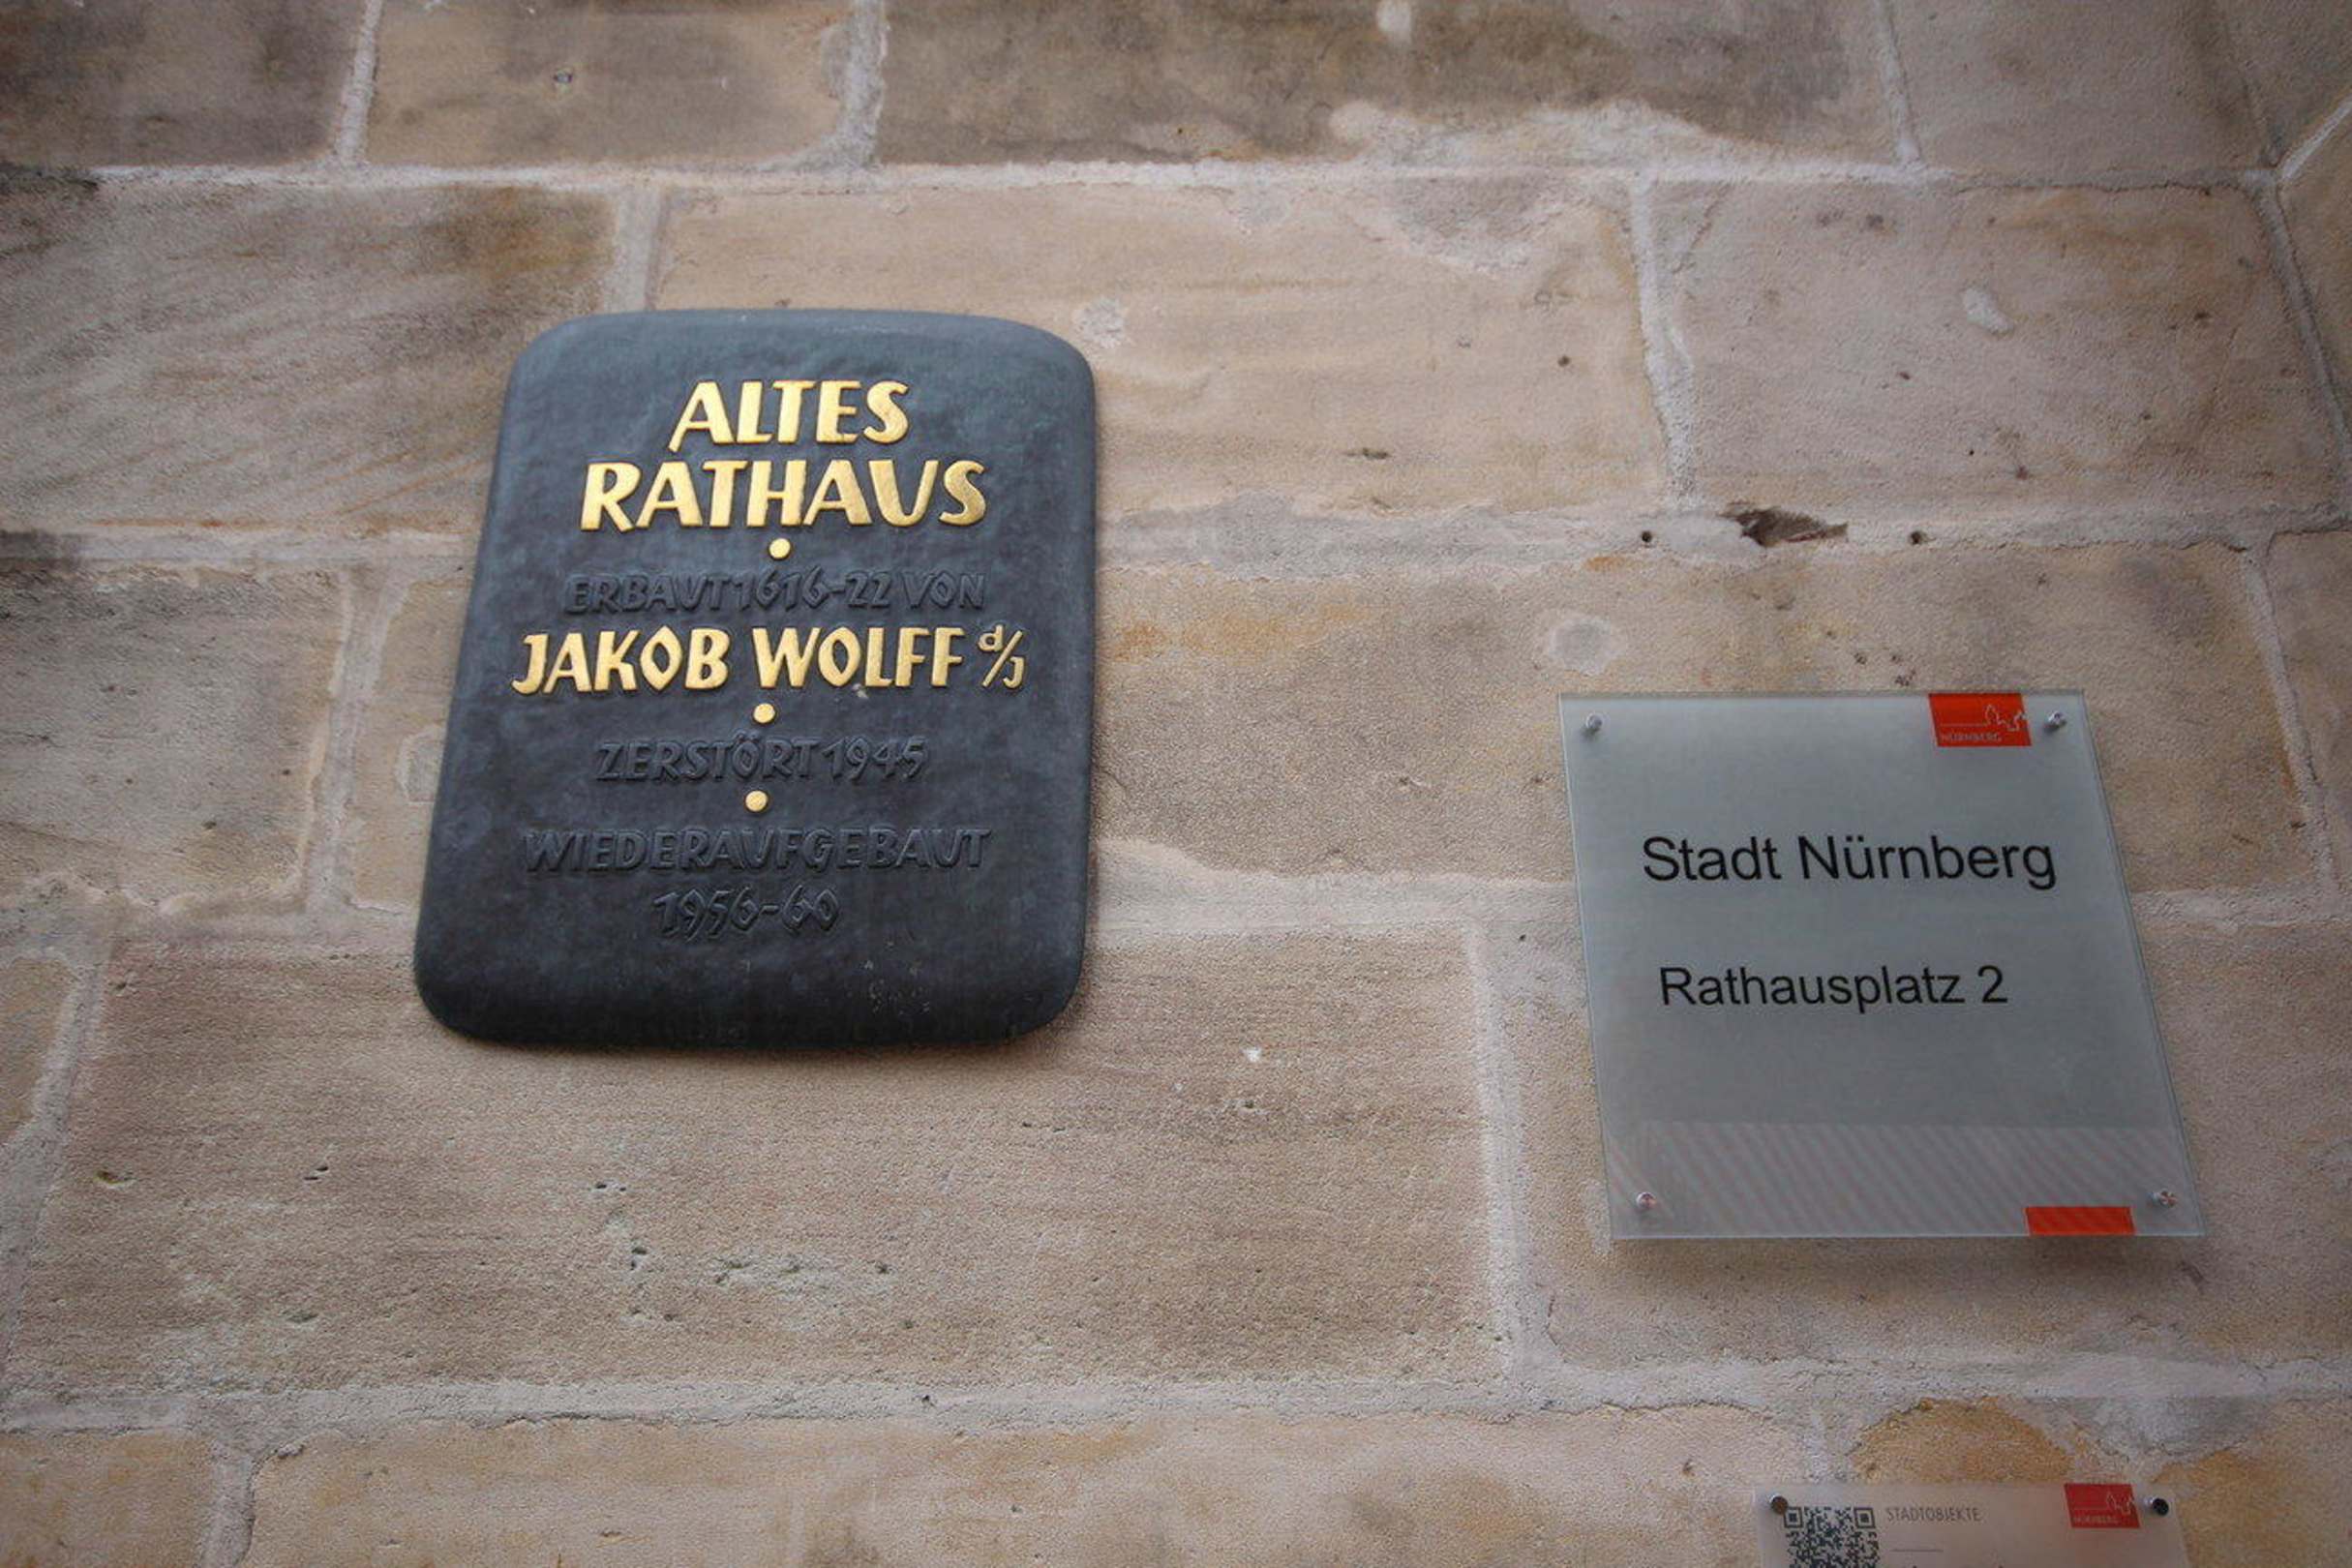 ALTES
RATHAUS
ERBAUT 1616-22 VON
JAKOB WOLFF d/J
ZERSTÖRT 1945
WIEDERAUFGEBAUT
1956-60
NÜRNBERG
Stadt Nürnberg
Rathausplatz 2
STADTOBJEKTE
NÜRNBERG